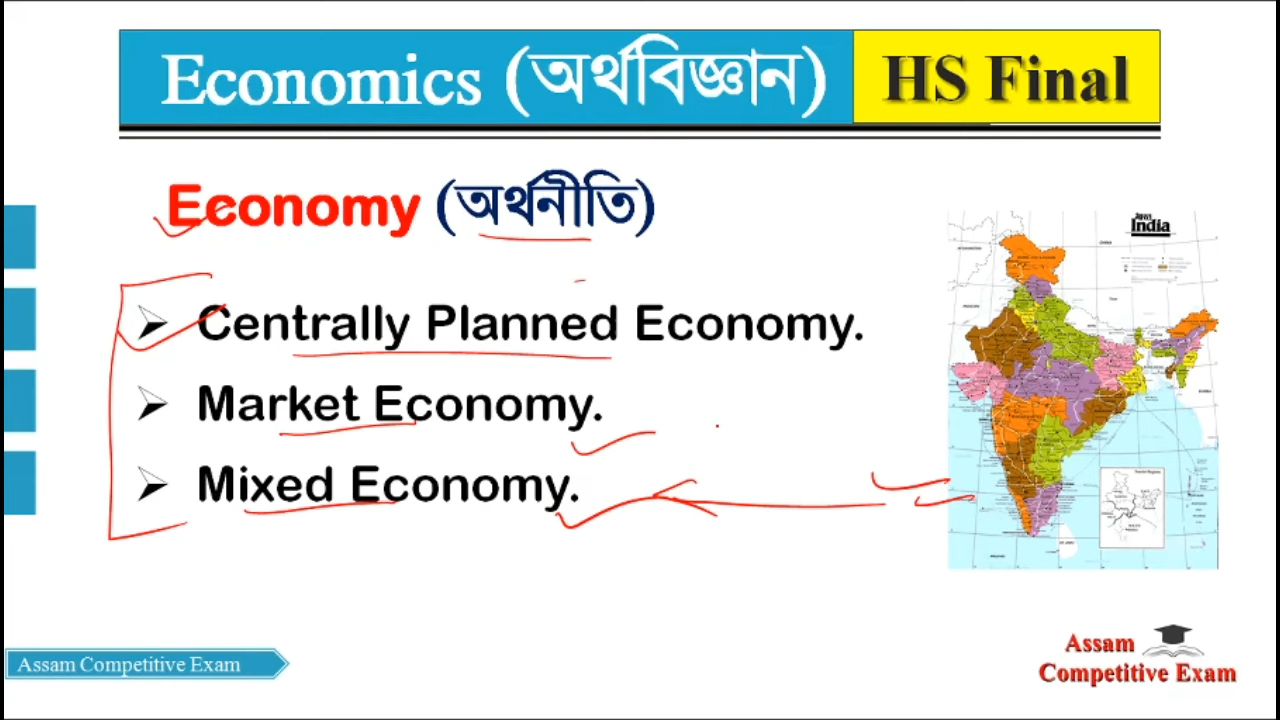 Economics (অৰ্থবিজ্ঞান) HS Final
Economy (অৰ্থনীতি)
Centrally Planned Economy.
Market Economy.
Mixed Economy.
India
Assam Competitive Exam
Assam
Competitive Exam